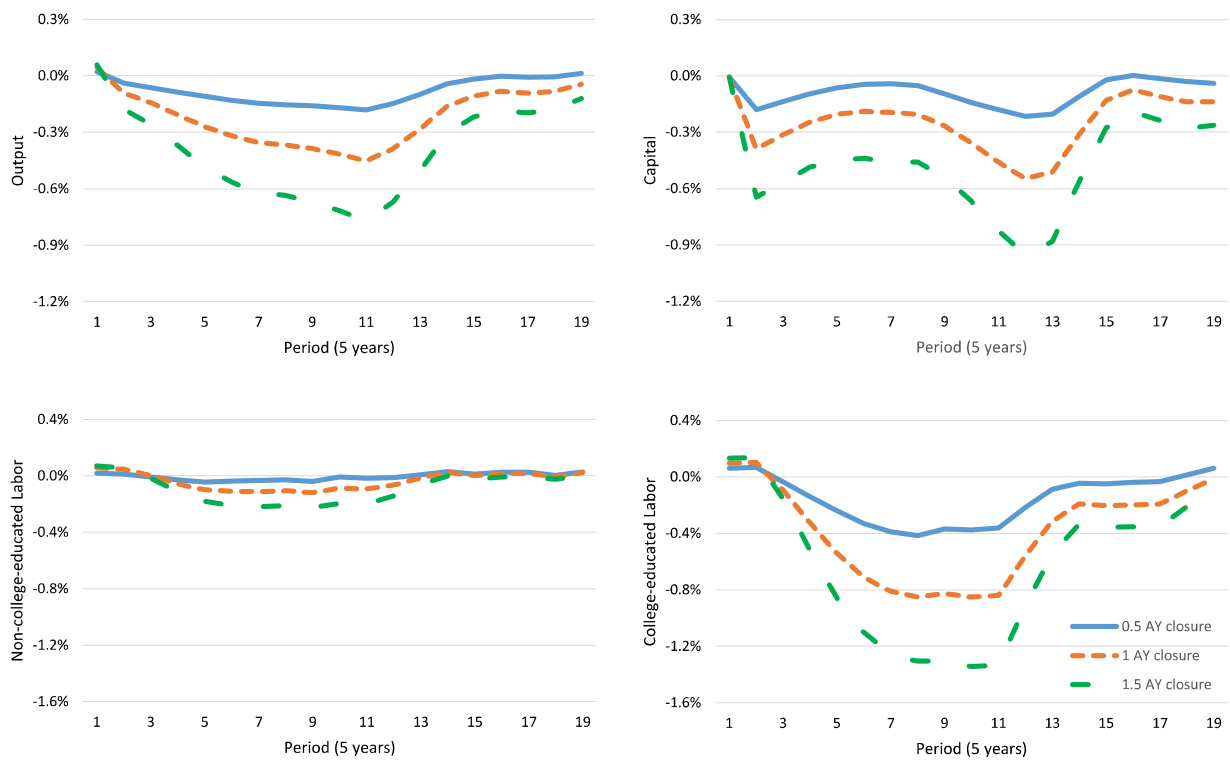 0.3%
0.0%
-0.3%
-0.6%
-0.9%
-1.2%
Output
1 3 5 7 9 11 13 15 17 19
Period (5 years)
0.3%
0.0%
-0.3%
-0.6%
-0.9%
-1.2%
Capital
1 3 5 7 9 11 13 15 17 19
Period (5 years)
0.4%
0.0%
-0.4%
-0.8%
-1.2%
-1.6%
Non-college-educated Labor
1 3 5 7 9 11 13 15 17 19
Period (5 years)
0.4%
0.0%
-0.4%
-0.8%
-1.2%
-1.6%
College-educated Labor
0.5 AY closure
1 AY closure
1.5 AY closure
1 3 5 7 9 11 13 15 17 19
Period (5 years)